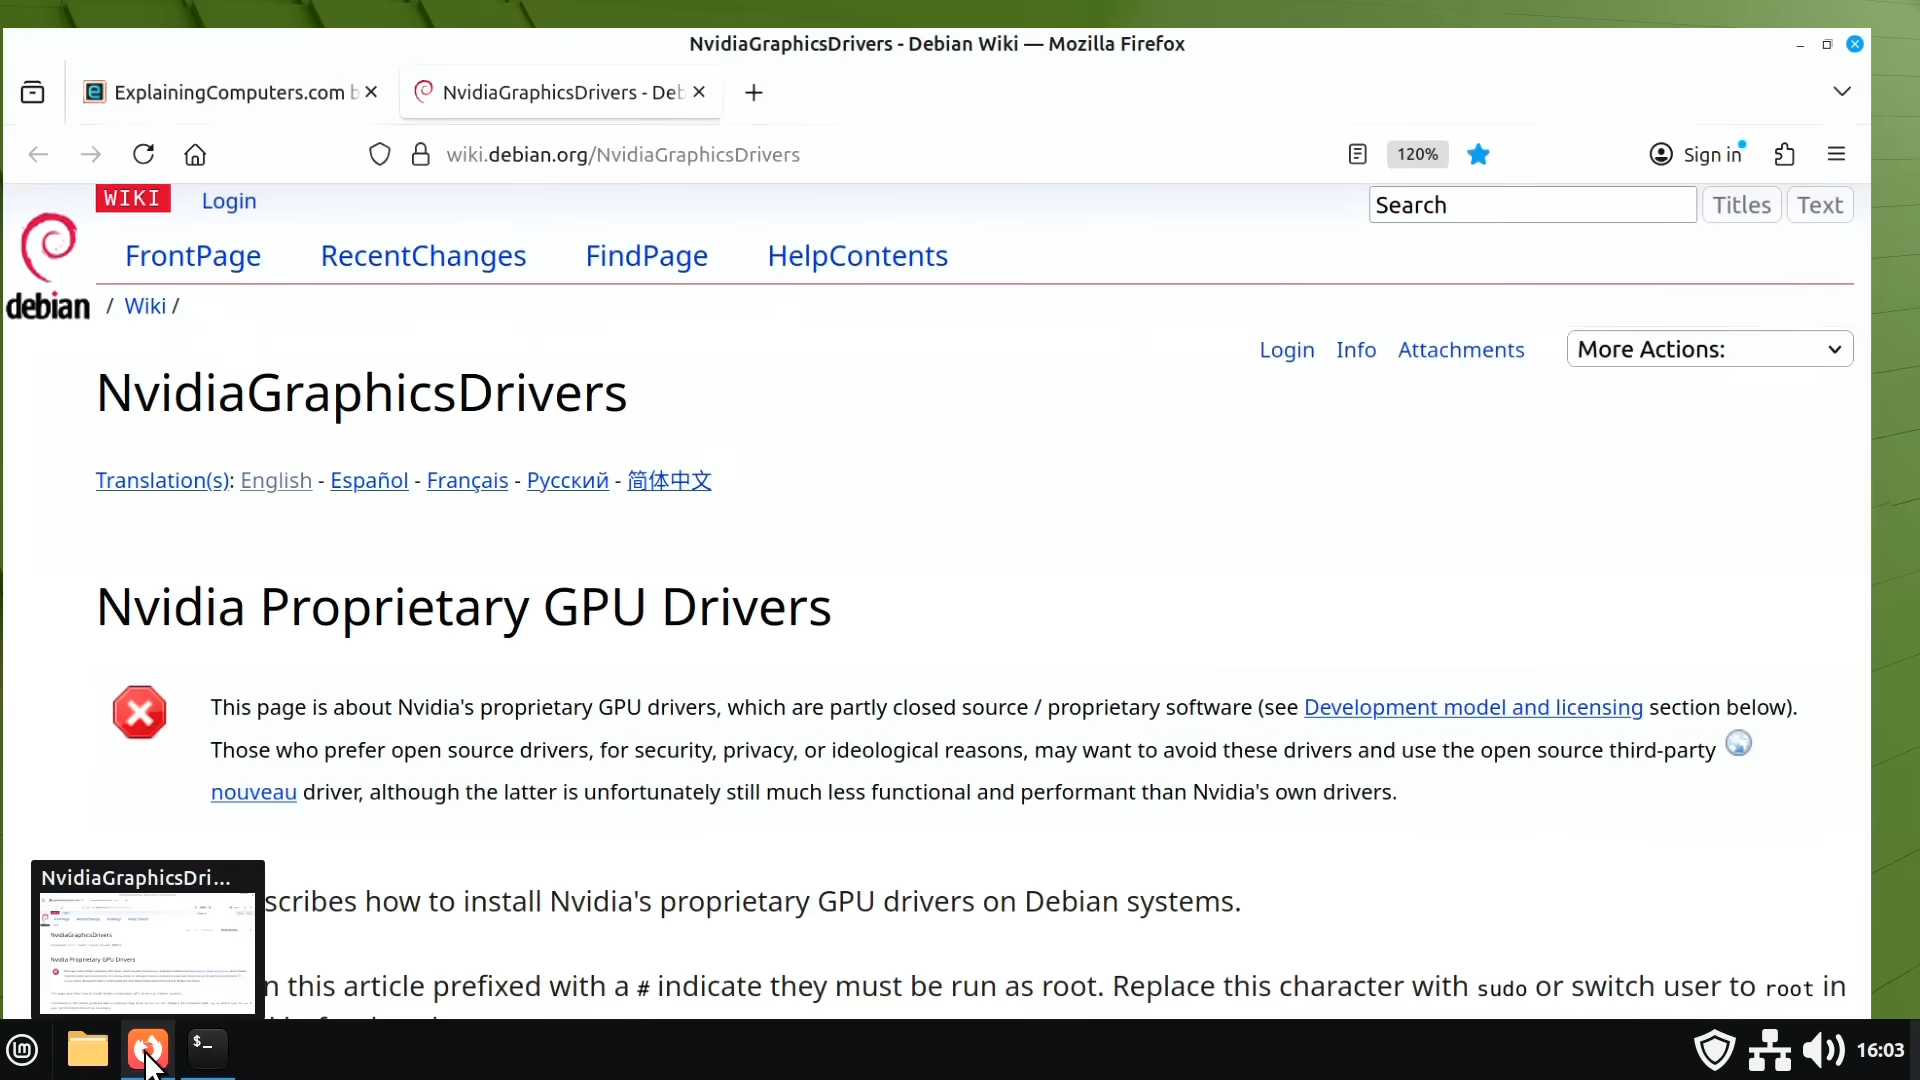 NvidiaGraphicsDrivers - Debian Wiki — Mozilla Firefox
ExplainingComputers.com b
NvidiaGraphicsDrivers - Deb
wiki.debian.org/NvidiaGraphicsDrivers
120%
Sign in
WIKI
Login
Search
Titles
Text
FrontPage
RecentChanges
FindPage
HelpContents
debian
/ Wiki /
Login
Info
Attachments
More Actions:
NvidiaGraphicsDrivers
Translation(s): English - Español - Français - Русский - 简体中文
Nvidia Proprietary GPU Drivers
This page is about Nvidia's proprietary GPU drivers, which are partly closed source / proprietary software (see Development model and licensing section below).
Those who prefer open source drivers, for security, privacy, or ideological reasons, may want to avoid these drivers and use the open source third-party
nouveau driver, although the latter is unfortunately still much less functional and performant than Nvidia's own drivers.
NvidiaGraphicsDri...
scribes how to install Nvidia's proprietary GPU drivers on Debian systems.
n this article prefixed with a # indicate they must be run as root. Replace this character with sudo or switch user to root in
$_
16:03